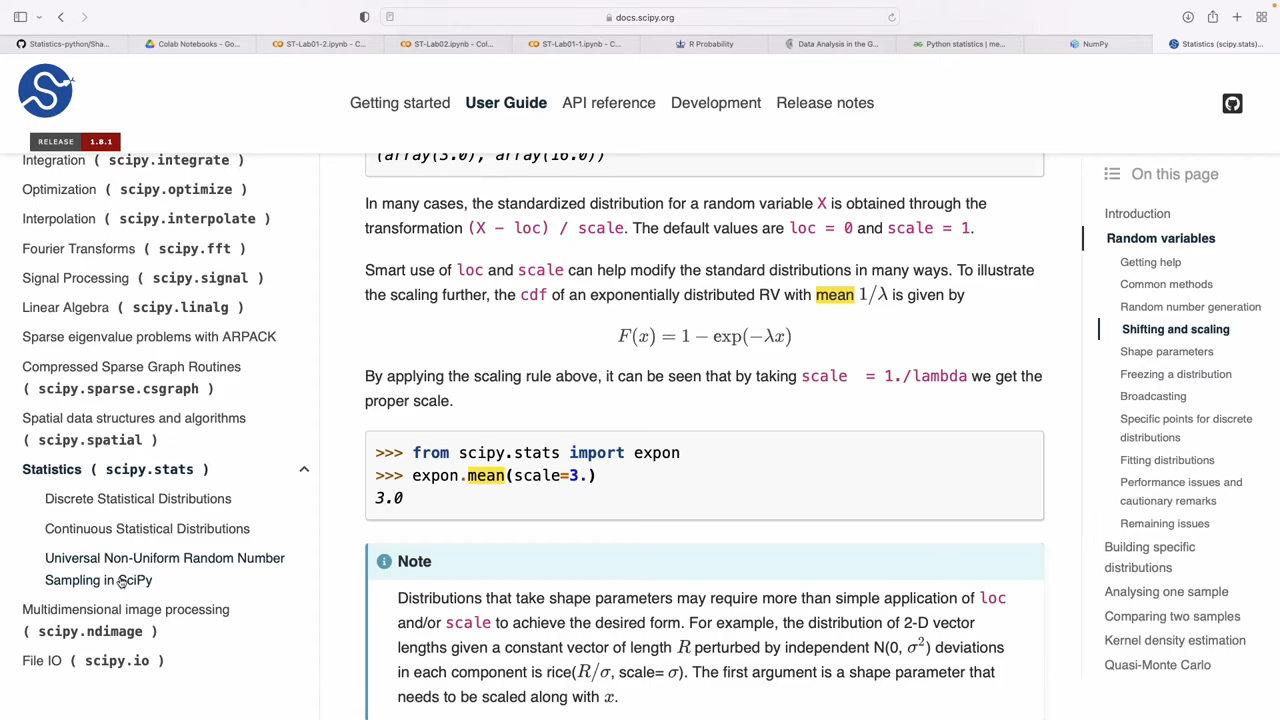 docs.scipy.org
Statistics-python/Sha...
Colab Notebooks - Go...
ST-Lab01-2.ipynb - C...
ST-Lab02.ipynb - Col...
ST-Lab01-1.ipynb - C...
R Probability
Data Analysis in the G...
Python statistics | me...
NumPy
Statistics (scipy.stats)...
Getting started
User Guide
API reference
Development
Release notes
RELEASE 1.8.1
Integration ( scipy.integrate )
Optimization ( scipy.optimize )
Interpolation ( scipy.interpolate )
Fourier Transforms ( scipy.fft )
Signal Processing ( scipy.signal )
Linear Algebra ( scipy.linalg )
Sparse eigenvalue problems with ARPACK
Compressed Sparse Graph Routines
( scipy.sparse.csgraph )
Spatial data structures and algorithms
( scipy.spatial )
Statistics ( scipy.stats )
Discrete Statistical Distributions
Continuous Statistical Distributions
Universal Non-Uniform Random Number
Sampling in SciPy
Multidimensional image processing
( scipy.ndimage )
File IO ( scipy.io )
(array(3.0), array(16.0))
In many cases, the standardized distribution for a random variable X is obtained through the
transformation (X - loc) / scale. The default values are loc = 0 and scale = 1.
Smart use of loc and scale can help modify the standard distributions in many ways. To illustrate
the scaling further, the cdf of an exponentially distributed RV with mean 1/λ is given by
F(x) = 1 − exp(−λx)
By applying the scaling rule above, it can be seen that by taking scale = 1./lambda we get the
proper scale.
>>> from scipy.stats import expon
>>> expon.mean(scale=3.)
3.0
Note
Distributions that take shape parameters may require more than simple application of loc
and/or scale to achieve the desired form. For example, the distribution of 2-D vector
lengths given a constant vector of length R perturbed by independent N(0, σ²) deviations
in each component is rice(R/σ, scale= σ). The first argument is a shape parameter that
needs to be scaled along with x.
On this page
Introduction
Random variables
Getting help
Common methods
Random number generation
Shifting and scaling
Shape parameters
Freezing a distribution
Broadcasting
Specific points for discrete
distributions
Fitting distributions
Performance issues and
cautionary remarks
Remaining issues
Building specific
distributions
Analysing one sample
Comparing two samples
Kernel density estimation
Quasi-Monte Carlo